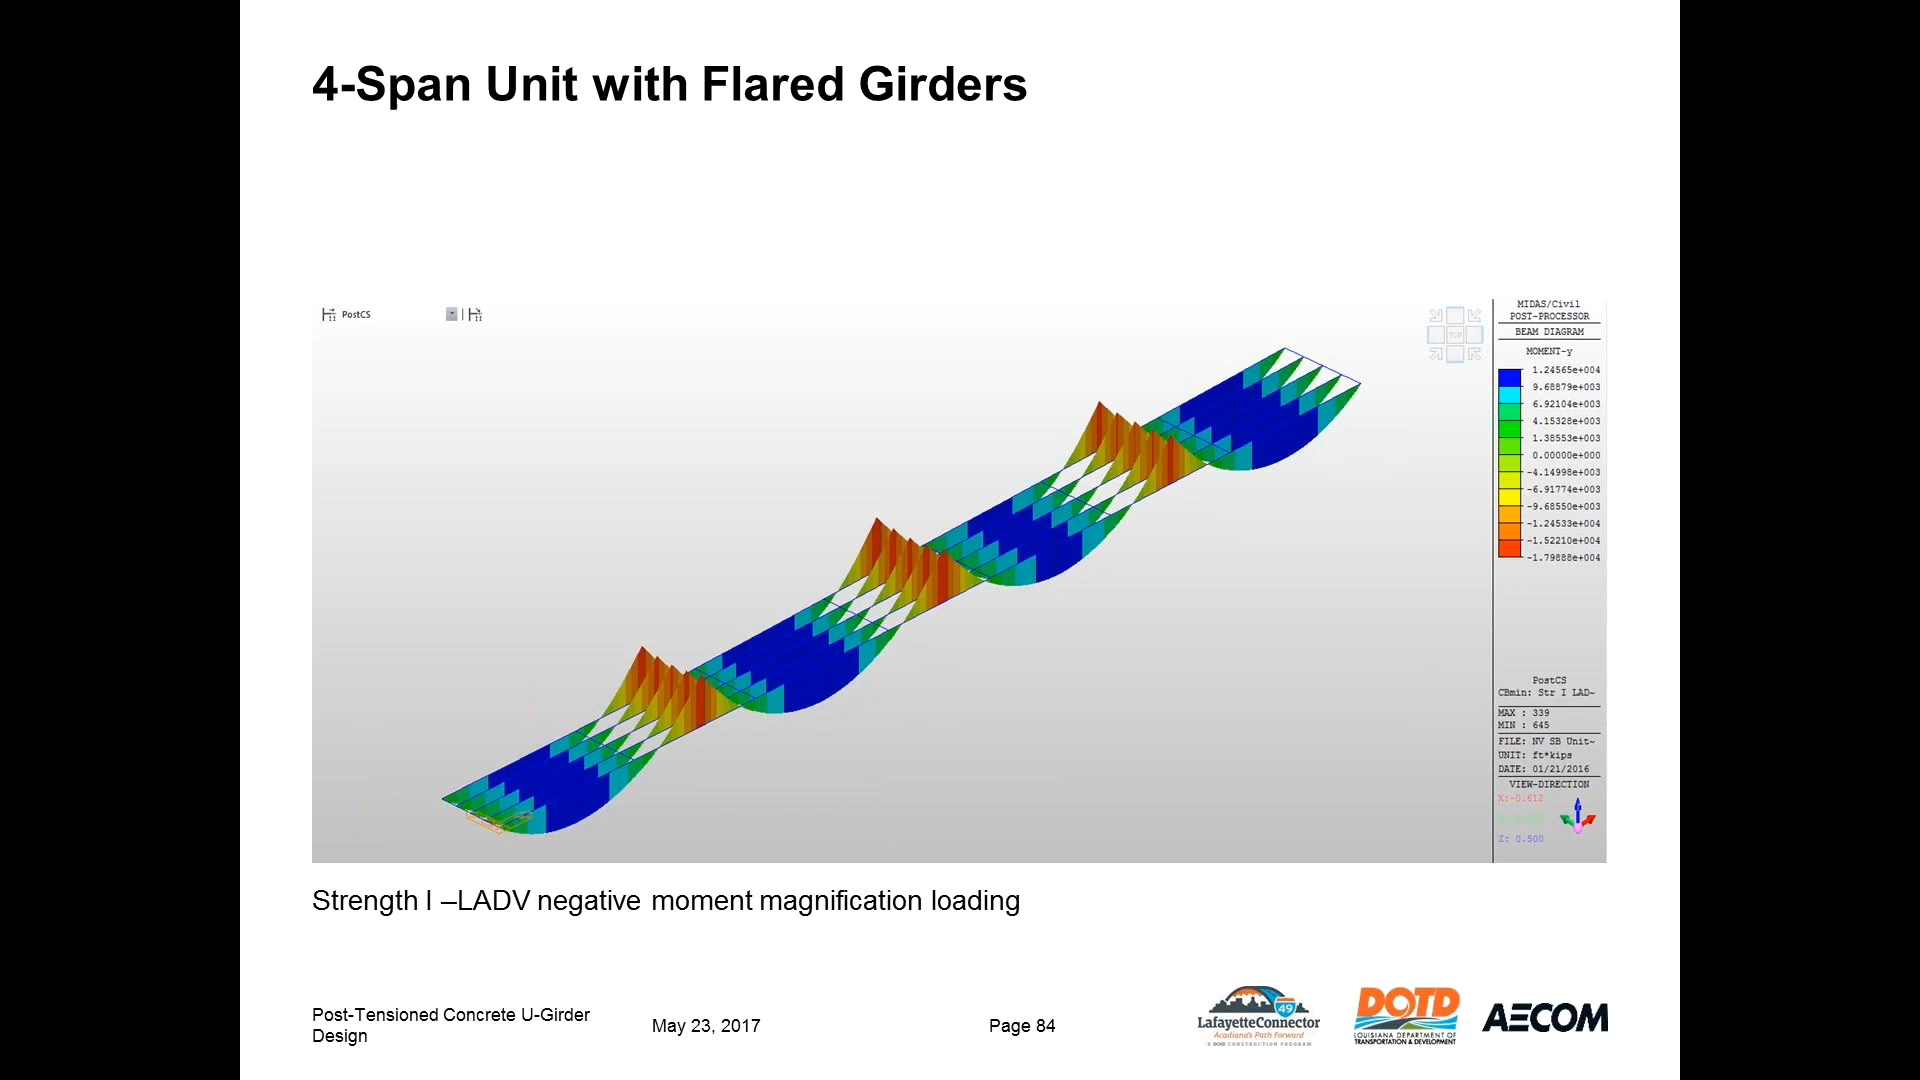 4-Span Unit with Flared Girders
PostCS
TOP
MIDAS/Civil
POST-PROCESSOR
BEAM DIAGRAM
MOMENT-y
1.24565e+004
9.68879e+003
6.92104e+003
4.15328e+003
1.38553e+003
0.00000e+000
-4.14998e+003
-6.91774e+003
-9.68550e+003
-1.24533e+004
-1.52210e+004
-1.79888e+004
PostCS
CBmin: Str I LAD~
MAX : 339
MIN : 645
FILE: NV SB Unit~
UNIT: ft*kips
DATE: 01/21/2016
VIEW-DIRECTION
X:-0.612
Z: 0.500
Strength I –LADV negative moment magnification loading
Post-Tensioned Concrete U-Girder
Design
May 23, 2017
Page 84
49
LafayetteConnector
Acadiana's Path Forward
A DOTD CONSTRUCTION PROGRAM
DOTD
LOUISIANA DEPARTMENT OF
TRANSPORTATION & DEVELOPMENT
AECOM